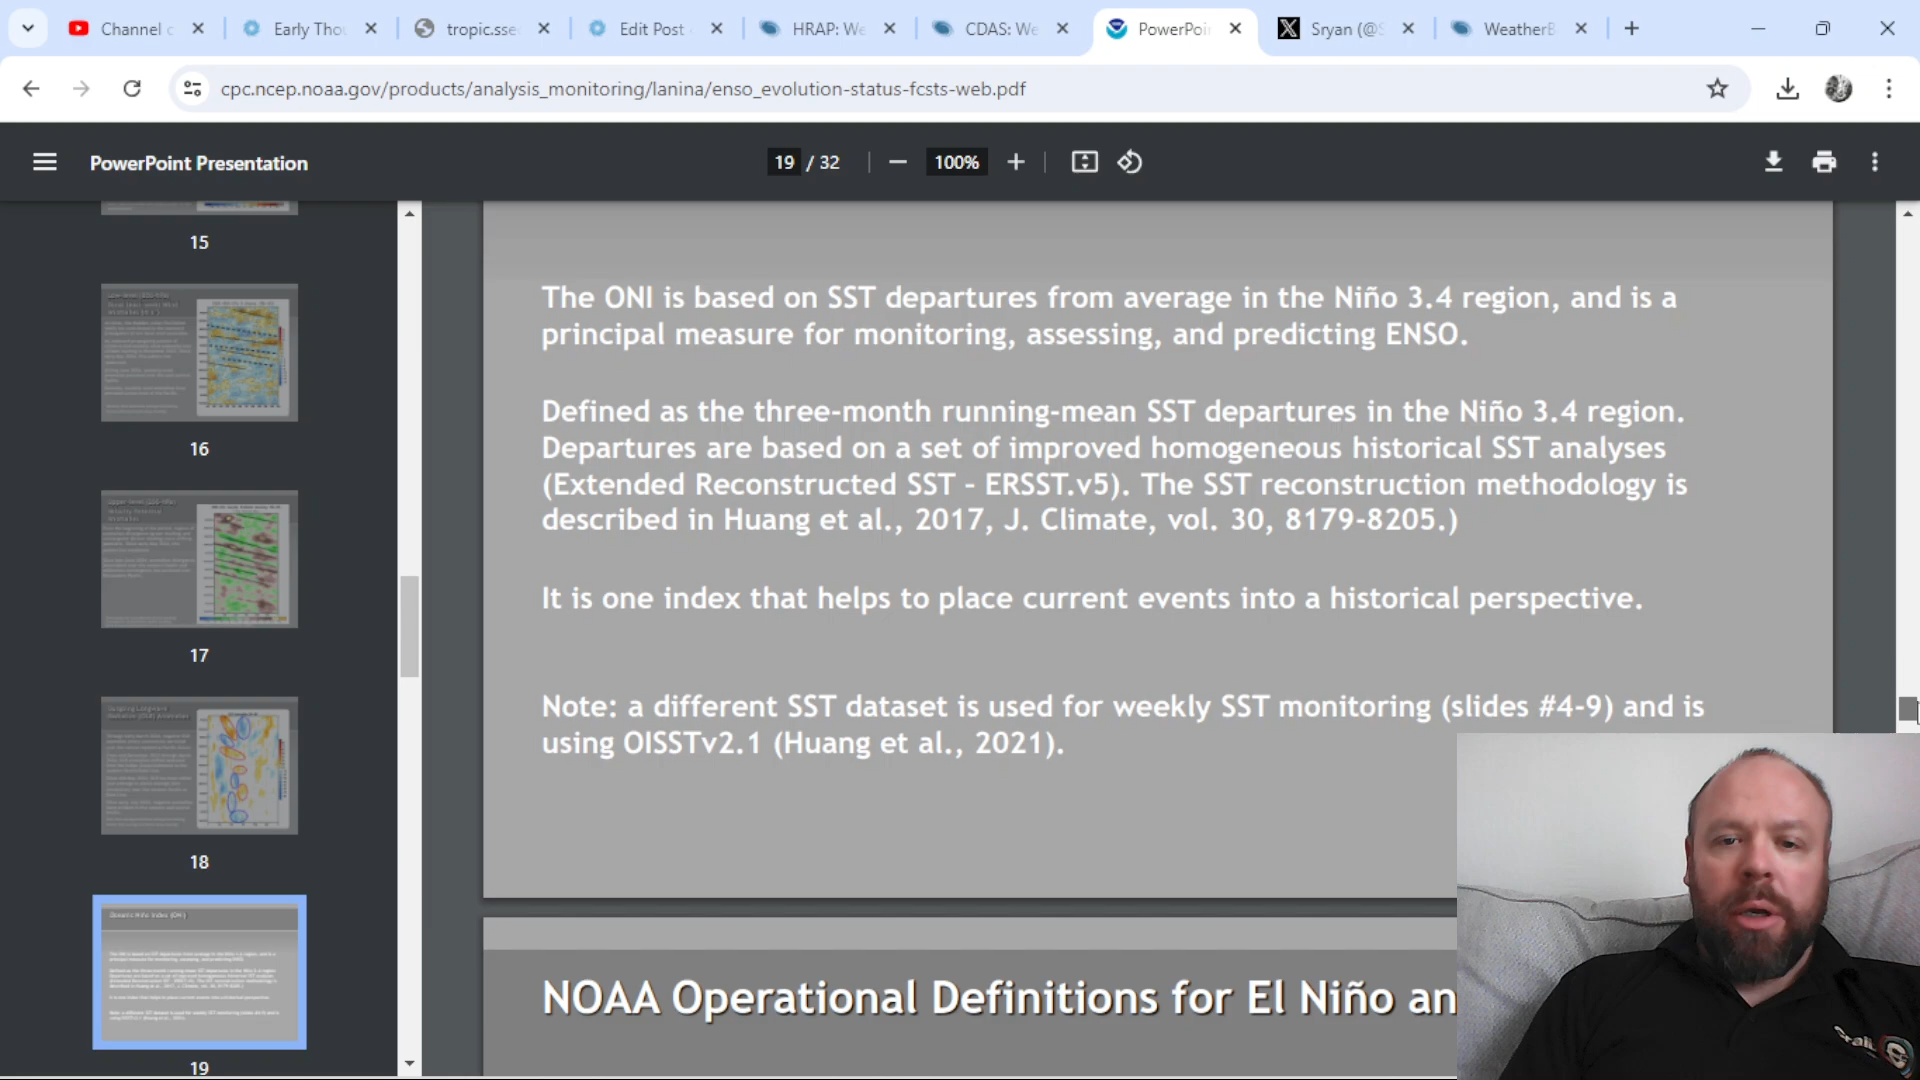 Channel c
Early Thou
tropic.sse
Edit Post
HRAP: We
CDAS: We
PowerPoin
Sryan (@S
WeatherB
cpc.ncep.noaa.gov/products/analysis_monitoring/lanina/enso_evolution-status-fcsts-web.pdf
PowerPoint Presentation
19 / 32
100%
15
16
17
18
19
The ONI is based on SST departures from average in the Niño 3.4 region, and is a
principal measure for monitoring, assessing, and predicting ENSO.
Defined as the three-month running-mean SST departures in the Niño 3.4 region.
Departures are based on a set of improved homogeneous historical SST analyses
(Extended Reconstructed SST – ERSST.v5). The SST reconstruction methodology is
described in Huang et al., 2017, J. Climate, vol. 30, 8179-8205.)
It is one index that helps to place current events into a historical perspective.
Note: a different SST dataset is used for weekly SST monitoring (slides #4-9) and is
using OISSTv2.1 (Huang et al., 2021).
NOAA Operational Definitions for El Niño an